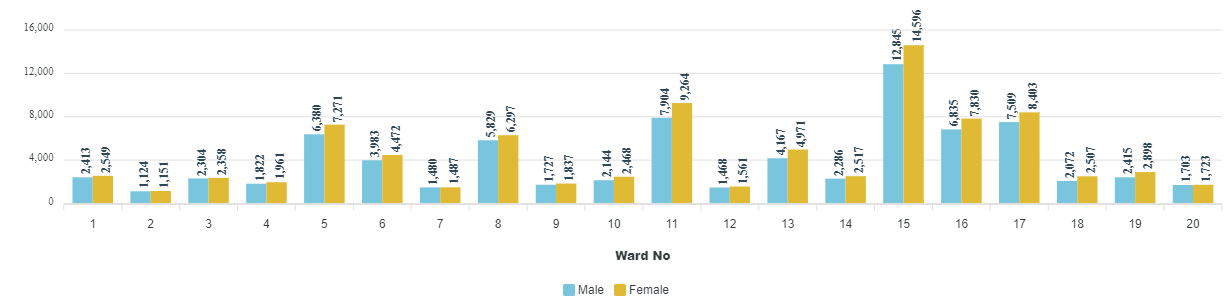 16,000
12,000
8,000
4,000
0
2,413 2,549 1,124 1,151 2,304 2,358 1,822 1,961 6,380 7,271 3,983 4,472 1,480 1,487 5,829 6,297 1,727 1,837 2,144 2,468 7,904 9,264 1,468 1,561 4,167 4,971 2,286 2,517 12,845 14,596 6,835 7,830 7,509 8,403 2,072 2,507 2,415 2,898 1,703 1,723
1 2 3 4 5 6 7 8 9 10 11 12 13 14 15 16 17 18 19 20
Ward No
Male Female